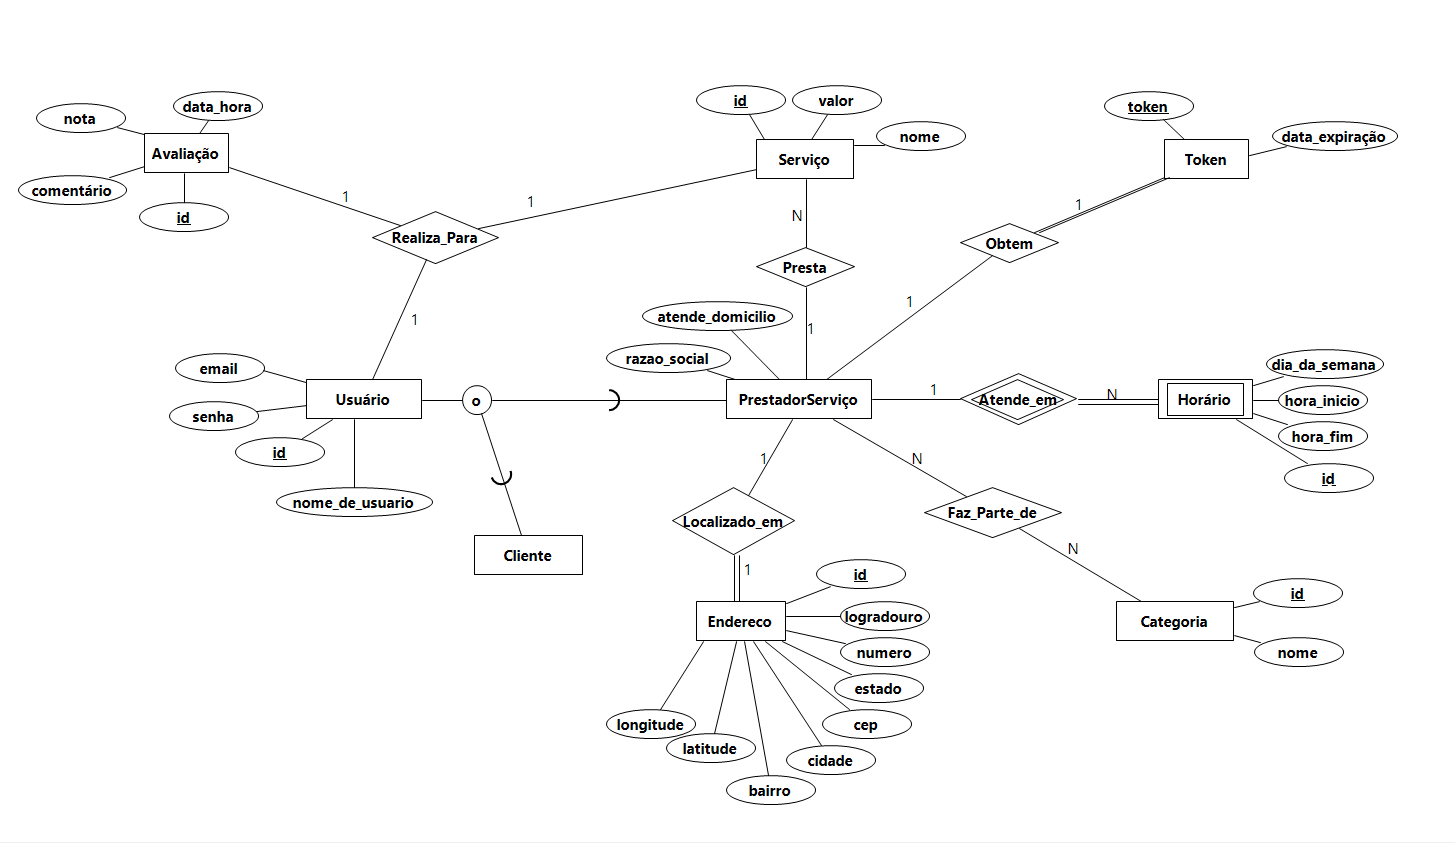 id
valor
nome
token
data_expiração
data_hora
nota
Avaliação
comentário
id
Serviço
Token
1
1
1
N
Realiza_Para
Obtem
Presta
1
atende_domicilio
1
1
razao_social
email
senha
id
nome_de_usuario
Usuário
o
PrestadorServiço
1
Atende_em
N
Horário
dia_da_semana
hora_inicio
hora_fim
id
1
N
Localizado_em
Faz_Parte_de
N
Cliente
1
id
logradouro
numero
estado
cep
cidade
bairro
latitude
longitude
Endereco
Categoria
id
nome